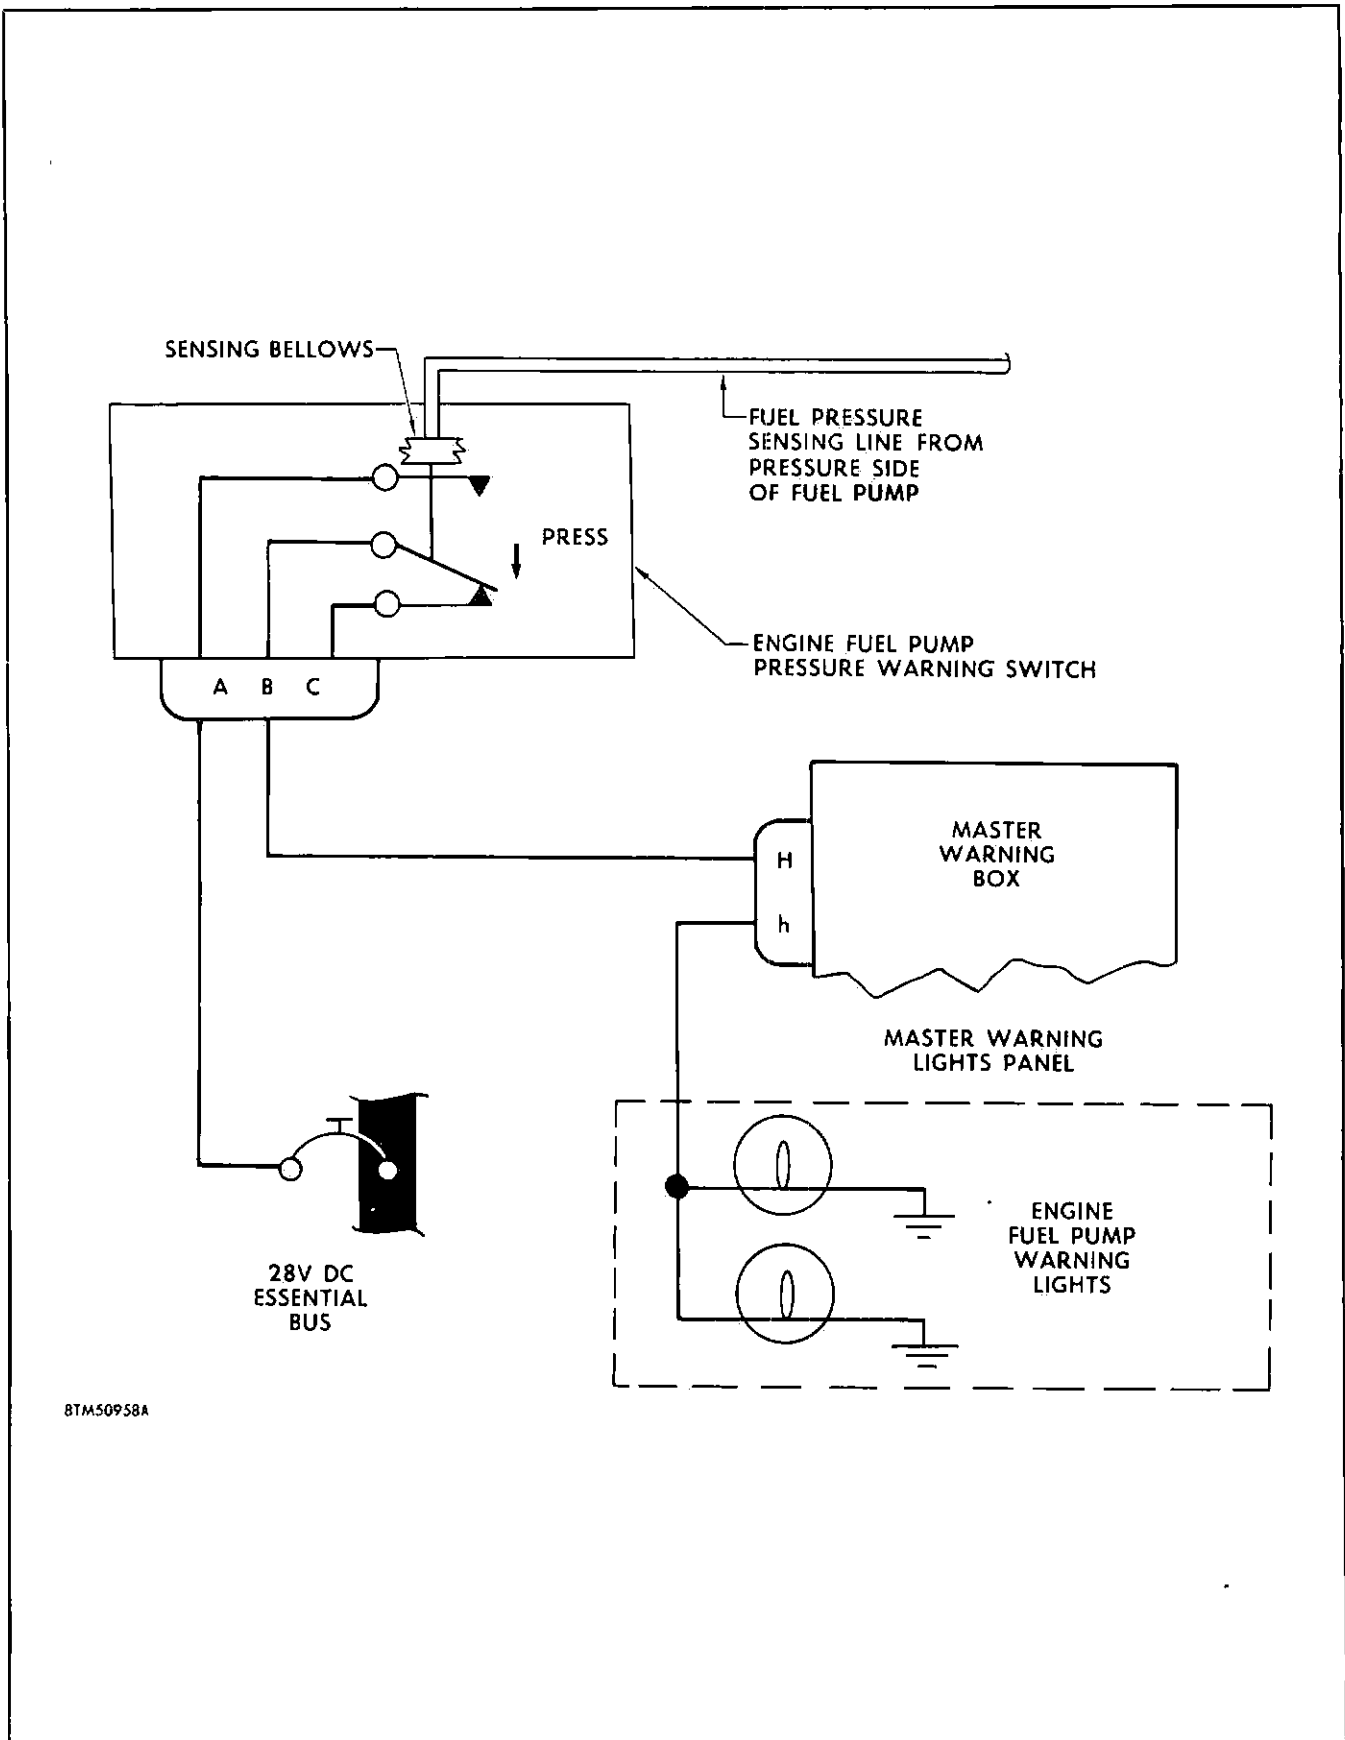 SENSING BELLOWS
FUEL PRESSURE
SENSING LINE FROM
PRESSURE SIDE
OF FUEL PUMP
PRESS
ENGINE FUEL PUMP
PRESSURE WARNING SWITCH
A B C
MASTER
WARNING
BOX
H
h
MASTER WARNING
LIGHTS PANEL
ENGINE
FUEL PUMP
WARNING
LIGHTS
28V DC
ESSENTIAL
BUS
8TM50958A